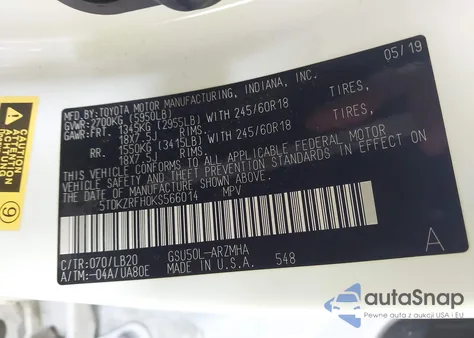 05/19
MFD.BY:TOYOTA MOTOR MANUFACTURING, INDIANA, INC.
GVWR:2700KG (5950LB)
GAWR:FRT. 1345KG (2955LB) WITH 245/60R18 TIRES,
18X7.5J RIMS,
RR. 1550KG (3415LB) WITH 245/60R18 TIRES,
18X7.5J RIMS.
THIS VEHICLE CONFORMS TO ALL APPLICABLE FEDERAL MOTOR
VEHICLE SAFETY AND THEFT PREVENTION STANDARDS IN EFFECT ON
THE DATE OF MANUFACTURE SHOWN ABOVE.
5TDKZRFH0KS566014 MPV
C/TR:070/LB20 GSU50L-ARZMHA A
A/TM:-04A/UA80E MADE IN U.S.A. 548
CAUTION
ATTENTION
9
autoSnap
Pewne auta z aukcji USA i EU